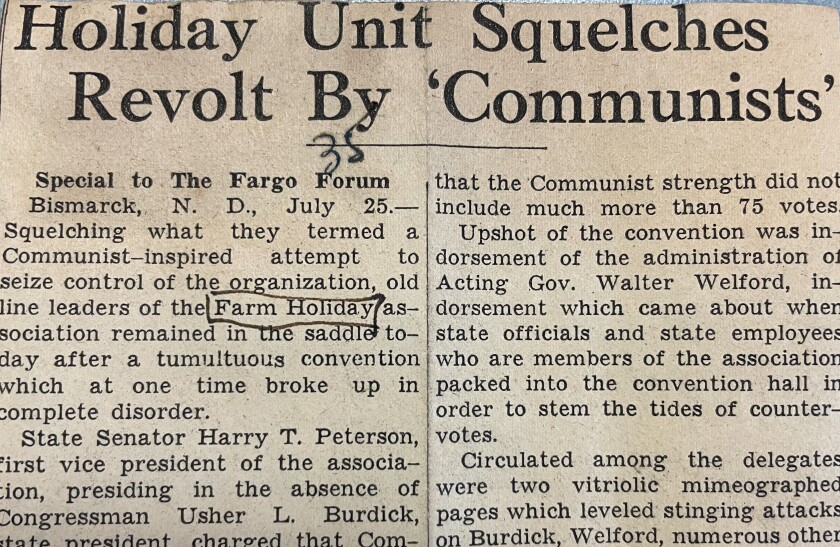 Holiday Unit Squelches
Revolt By 'Communists'
35
Special to The Fargo Forum
Bismarck, N. D., July 25.—
Squelching what they termed a
Communist-inspired attempt to
seize control of the organization, old
line leaders of the Farm Holiday as-
sociation remained in the saddle to-
day after a tumultuous convention
which at one time broke up in
complete disorder.
State Senator Harry T. Peterson,
first vice president of the associa-
tion, presiding in the absence of
Congressman Usher L. Burdick,
state president charged that Com-
that the Communist strength did not
include much more than 75 votes.
Upshot of the convention was in-
dorsement of the administration of
Acting Gov. Walter Welford, in-
dorsement which came about when
state officials and state employees
who are members of the association
packed into the convention hall in
order to stem the tides of counter-
votes.
Circulated among the delegates
were two vitriolic mimeographed
pages which leveled stinging attacks
on Burdick, Welford, numerous othe